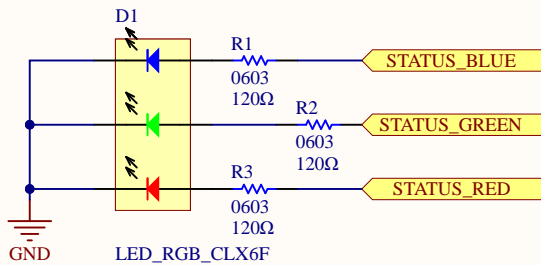 D1
R1
0603
120Ω
STATUS_BLUE
R2
0603
120Ω
STATUS_GREEN
R3
0603
120Ω
STATUS_RED
GND
LED_RGB_CLX6F